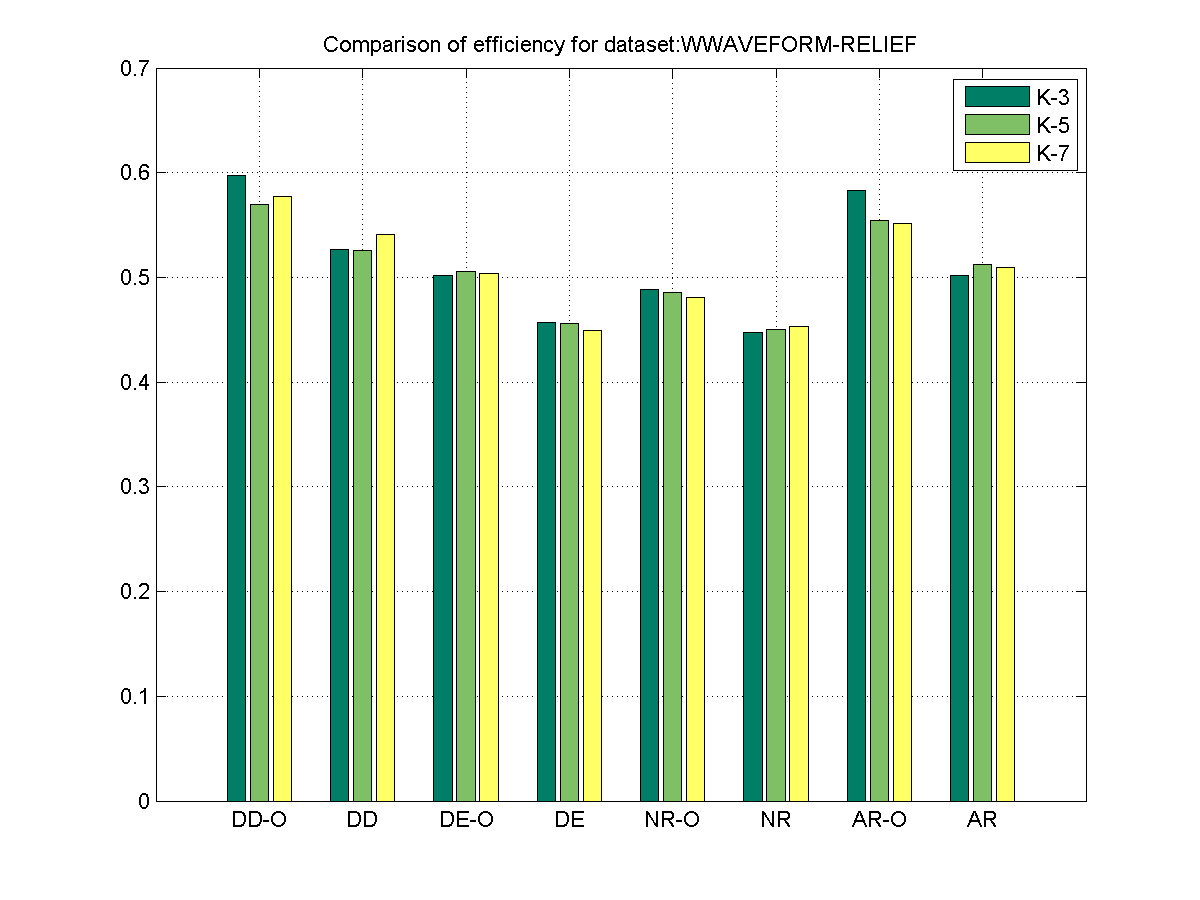 Comparison of efficiency for dataset:WWAVEFORM-RELIEF
0.7
0.6
0.5
0.4
0.3
0.2
0.1
0
K-3
K-5
K-7
DD-O DD DE-O DE NR-O NR AR-O AR